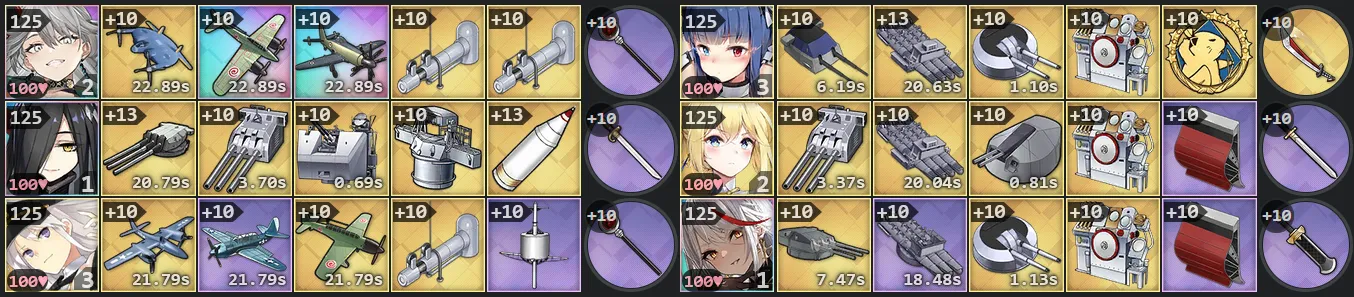 125 +10 +10 +10 +10 +10 +10 125 +10 +13 +10 +10 +10 +10
100♥ 2 22.89s 22.89s 22.89s 100♥ 3 6.19s 20.63s 1.10s
125 +13 +10 +10 +10 +13 +10 125 +10 +10 +10 +10 +10 +10
100♥ 1 20.79s 3.70s 0.69s 100♥ 2 3.37s 20.04s 0.81s
125 +10 +10 +10 +10 +10 +10 125 +10 +10 +10 +10 +10 +10
100♥ 3 21.79s 21.79s 21.79s 100♥ 1 7.47s 18.48s 1.13s